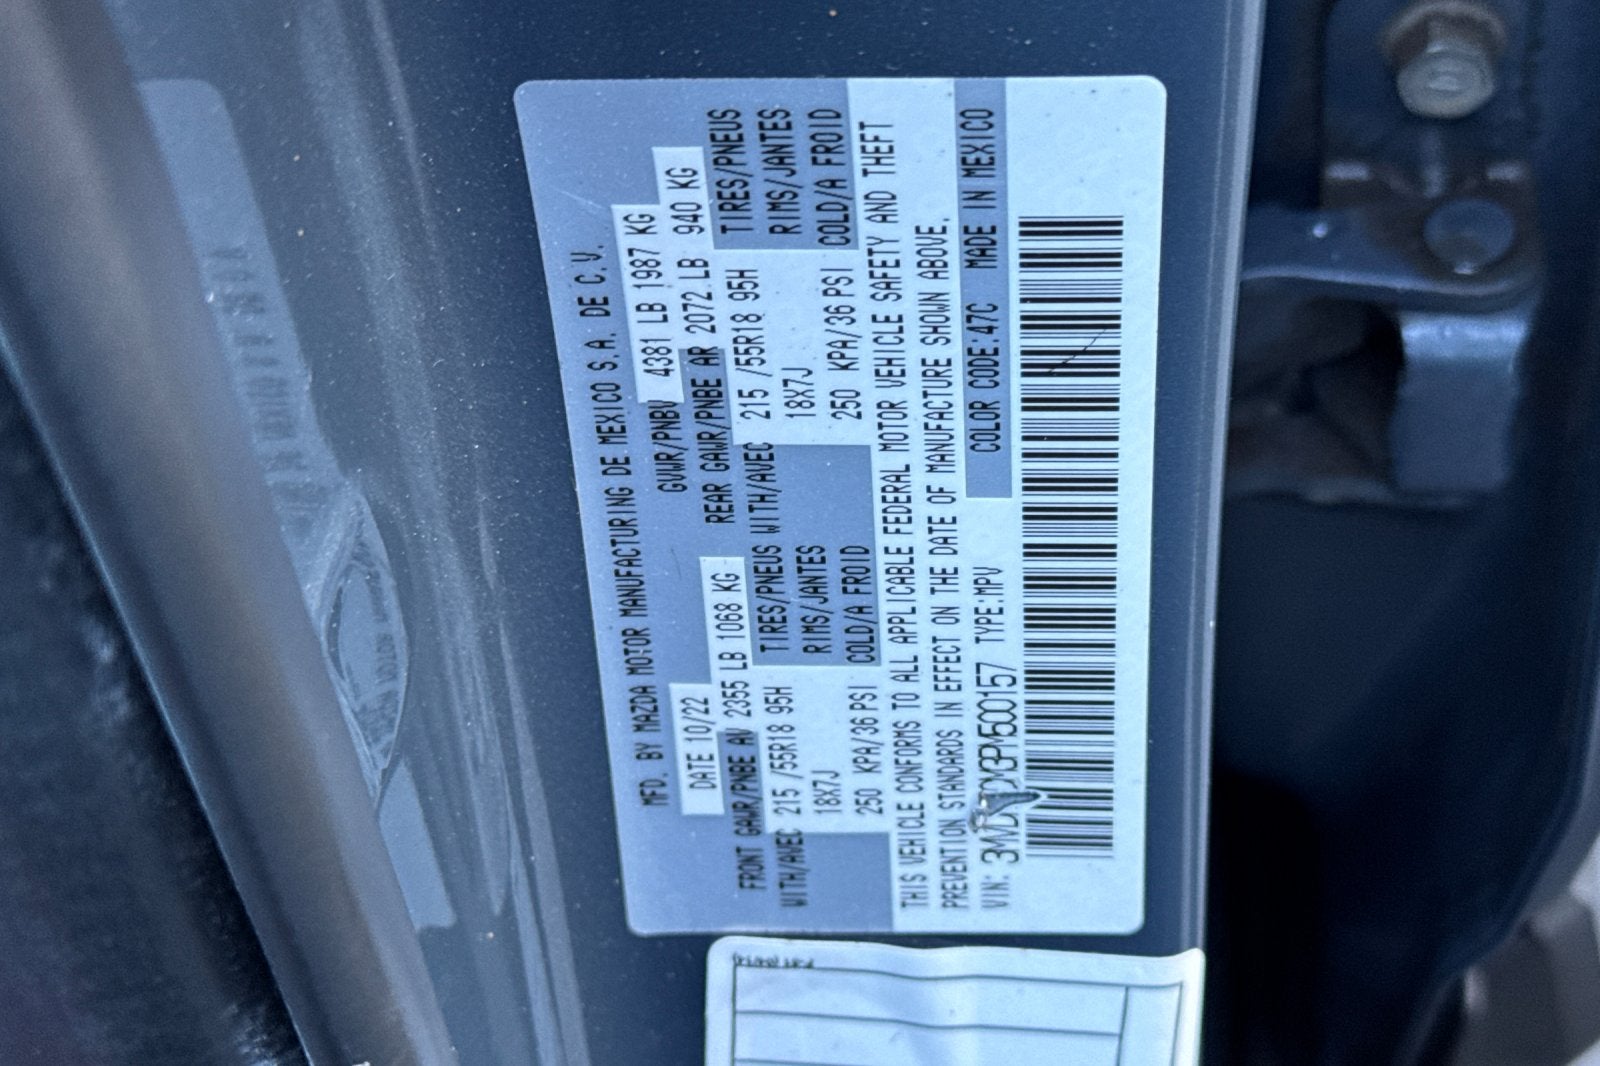 MFD. BY MAZDA MOTOR MANUFACTURING DE MEXICO S.A. DE C.V.
DATE 10/22 GVWR/PNBV 4381 LB 1987 KG
FRONT GAWR/PNBE AV 2355 LB 1068 KG REAR GAWR/PNBE AR 2072 LB 940 KG
WITH/AVEC 215 /55R18 95H TIRES/PNEUS WITH/AVEC 215 /55R18 95H TIRES/PNEUS
18X7J RIMS/JANTES 18X7J RIMS/JANTES
250 KPA/36 PSI COLD/A FROID 250 KPA/36 PSI COLD/A FROID
THIS VEHICLE CONFORMS TO ALL APPLICABLE FEDERAL MOTOR VEHICLE SAFETY AND THEFT
PREVENTION STANDARDS IN EFFECT ON THE DATE OF MANUFACTURE SHOWN ABOVE.
VIN: TYPE:MPV COLOR CODE:47C MADE IN MEXICO